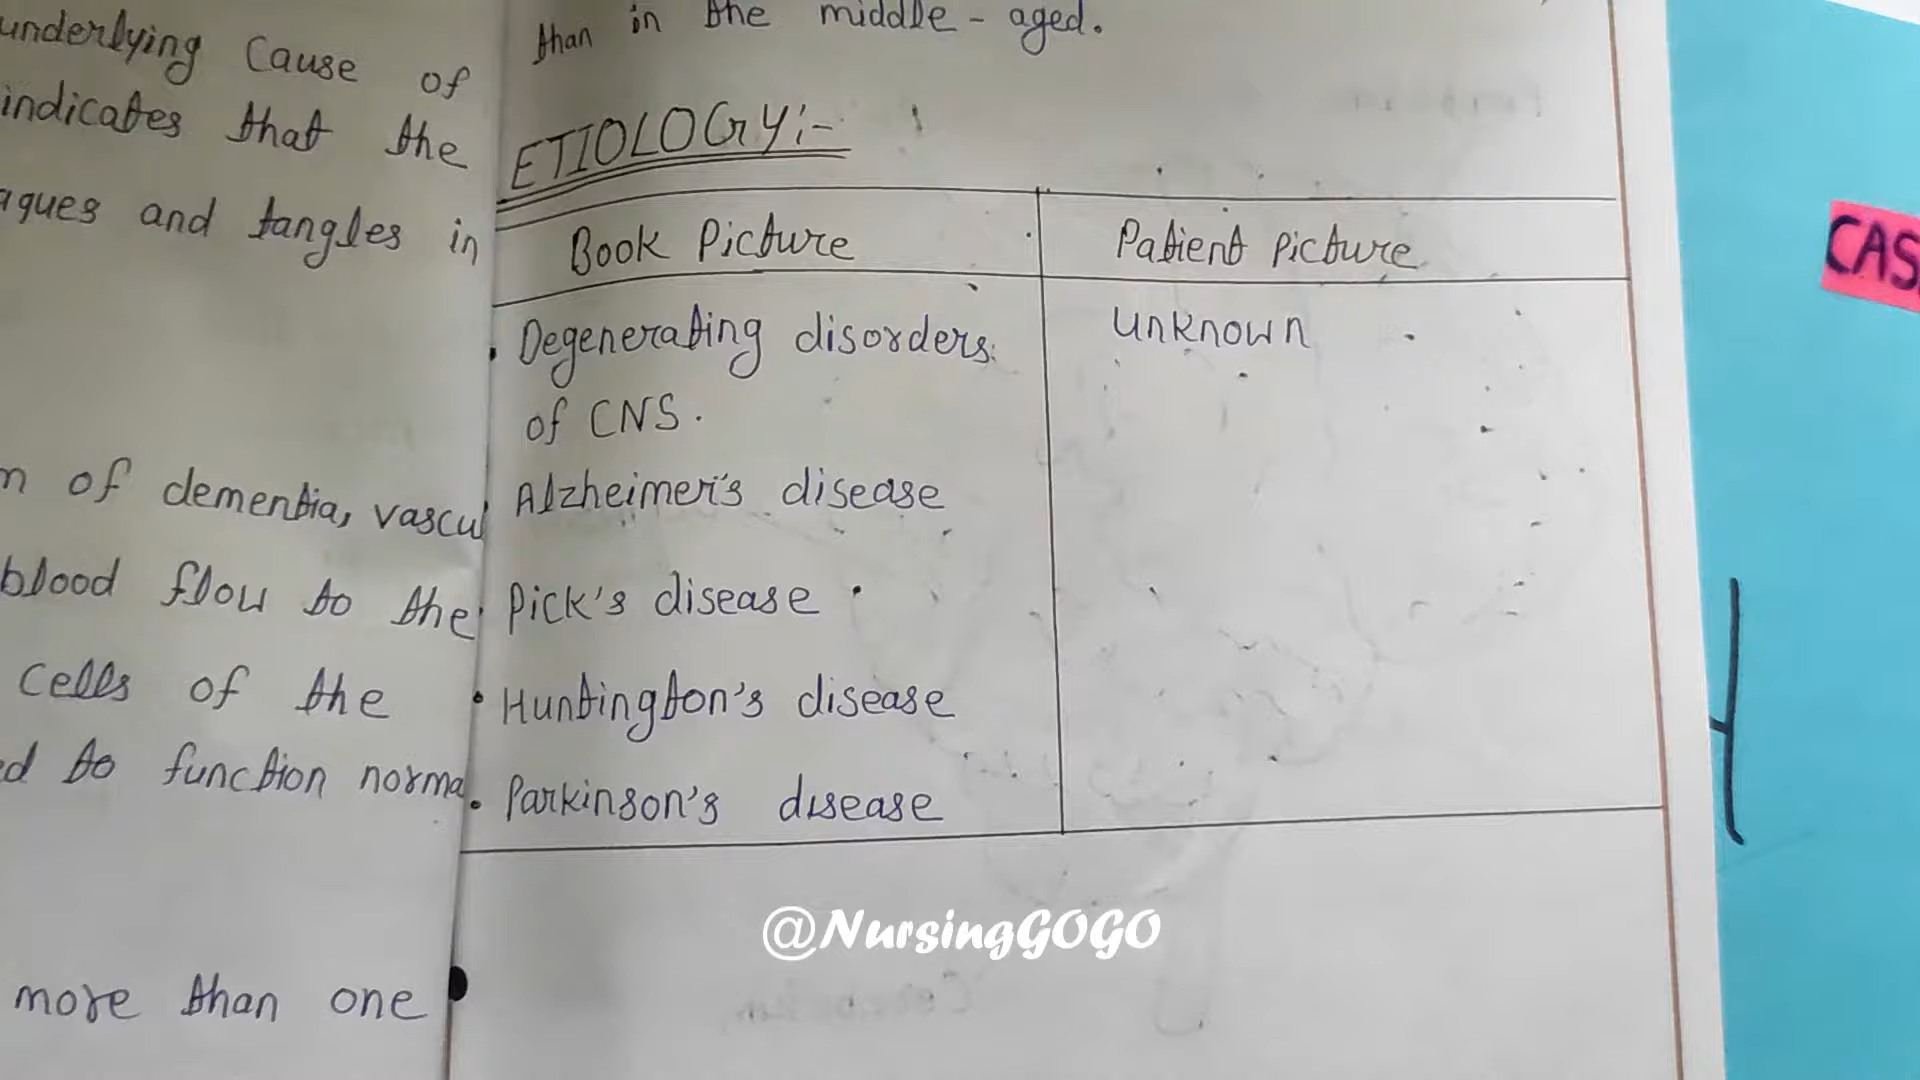 underlying Cause of
indicates that the
aques and tangles in
n of dementia, vascul
blood flow to the
cells of the
d to function norma
more than one
than in the middle - aged.
ETIOLOGY:-
Book Picture
Patient Picture
• Degenerating disorders
of CNS.
unknown
Alzheimer's disease
Pick's disease
• Huntington's disease
• Parkinson's disease
@NursingGOGO
CAS